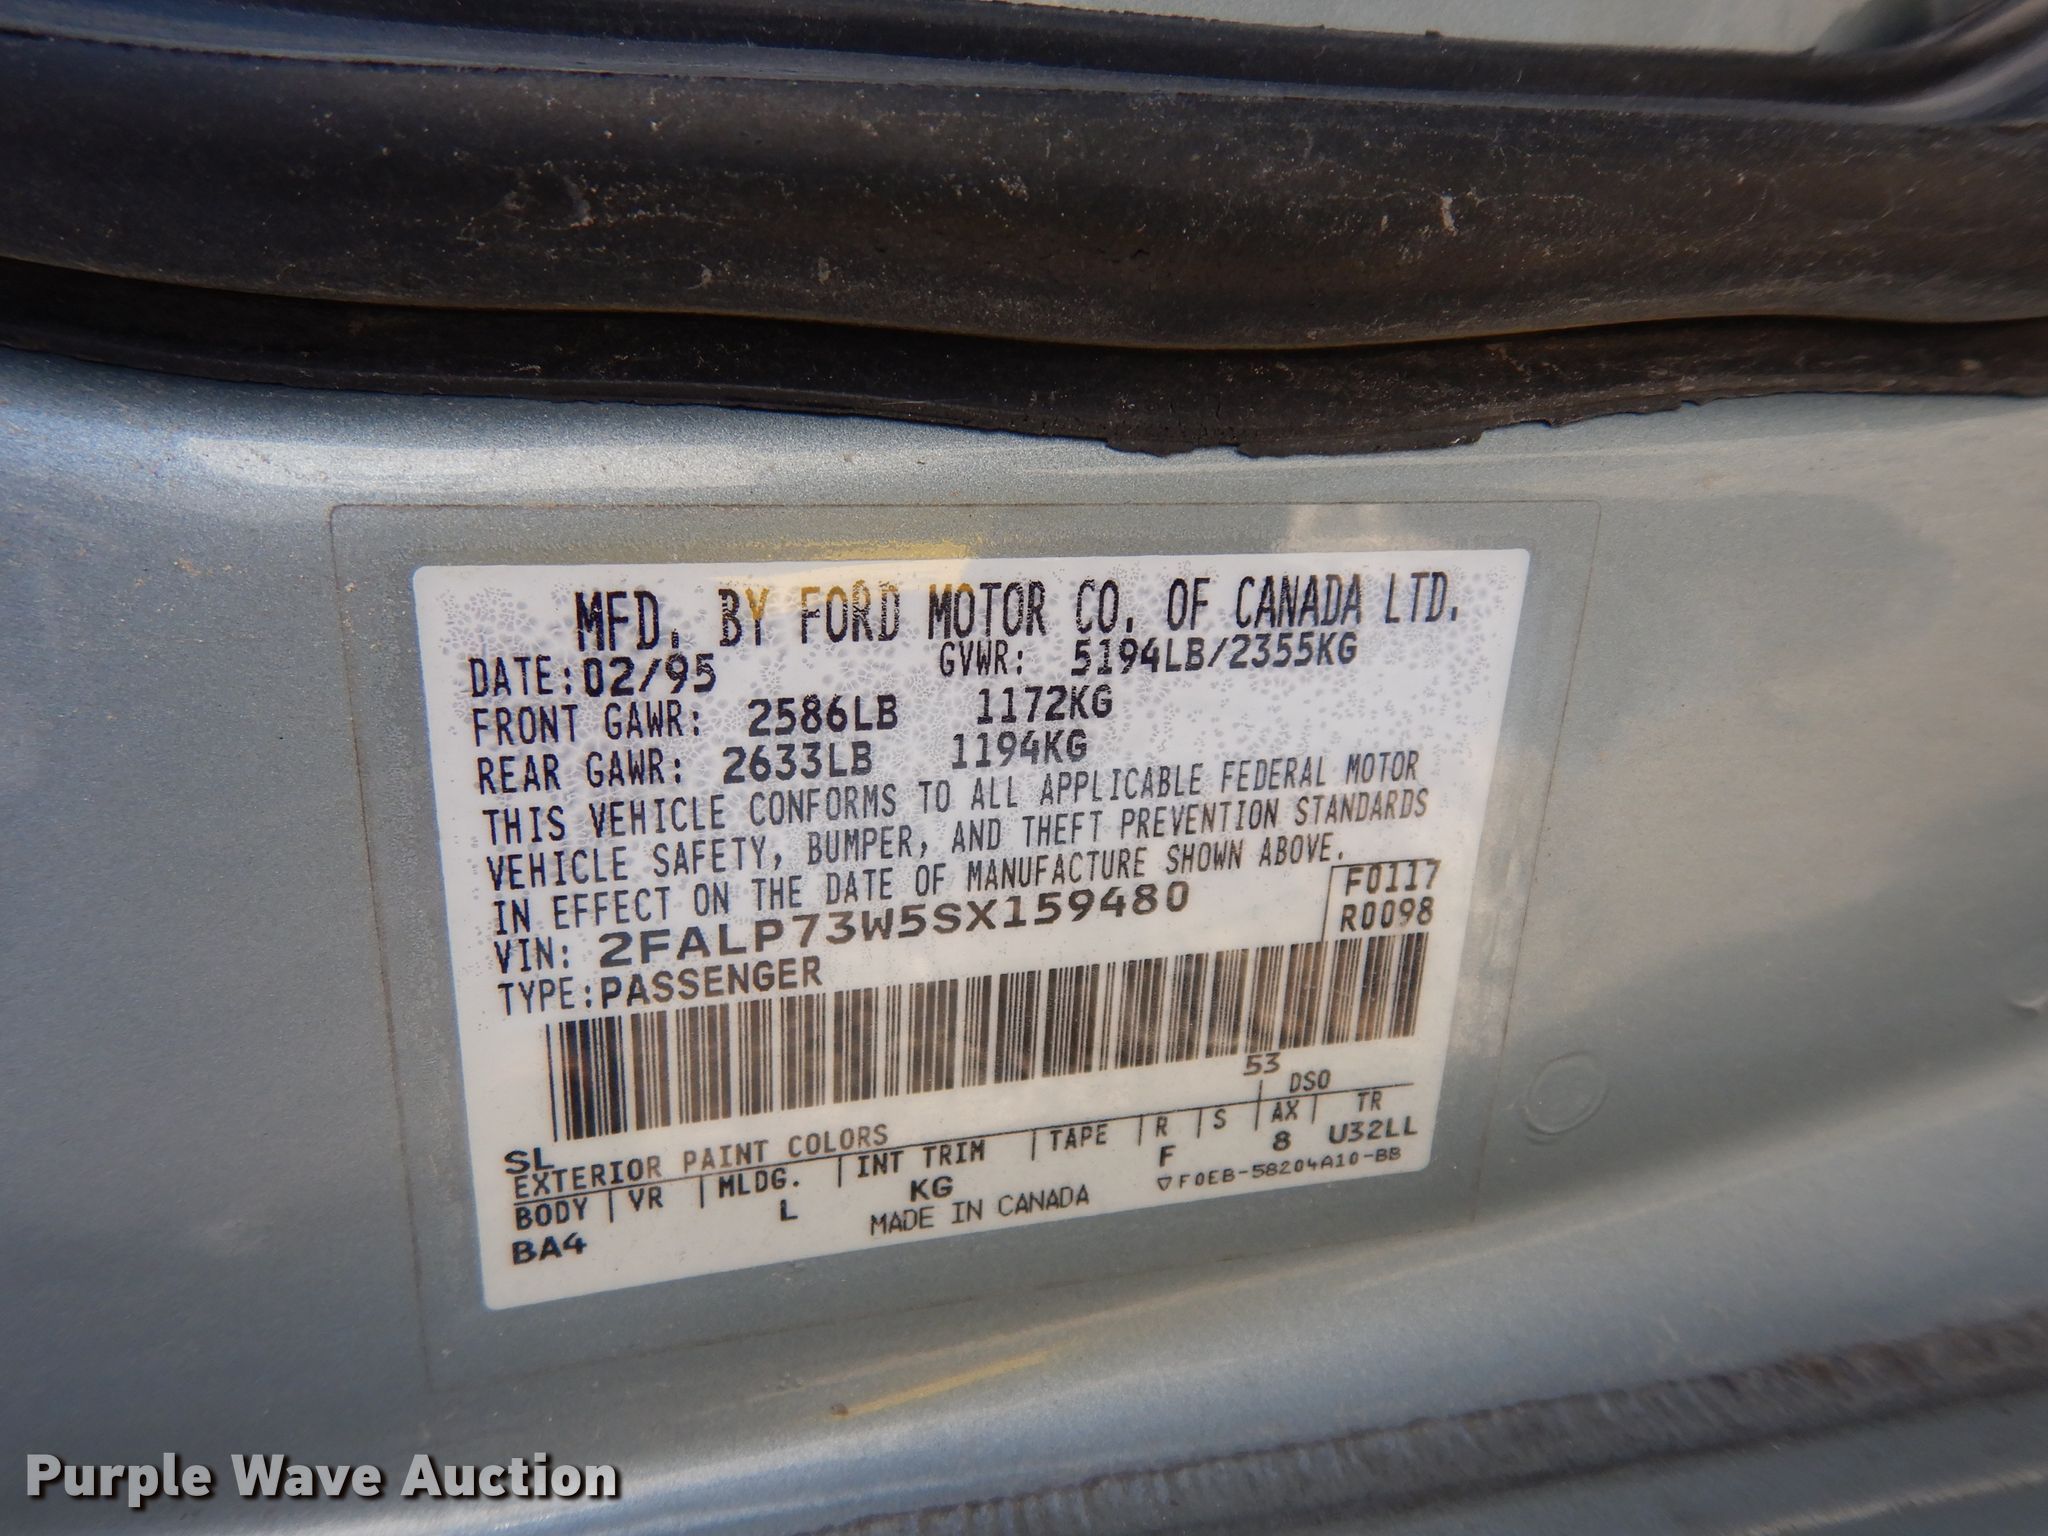 MFD. BY FORD MOTOR CO. OF CANADA LTD.
DATE: 02/95 GVWR: 5194LB/2355KG
FRONT GAWR: 2586LB 1172KG
REAR GAWR: 2633LB 1194KG
THIS VEHICLE CONFORMS TO ALL APPLICABLE FEDERAL MOTOR
VEHICLE SAFETY, BUMPER, AND THEFT PREVENTION STANDARDS
IN EFFECT ON THE DATE OF MANUFACTURE SHOWN ABOVE.
F0117
VIN: 2FALP73W5SX159480
R0098
TYPE: PASSENGER
53
SL
DSO
EXTERIOR PAINT COLORS
BODY | VR | MLDG. | INT TRIM | TAPE | R | S | AX | TR
BA4 L KG F 8 U32LL
MADE IN CANADA
▽F0EB-58204A10-BB
Purple Wave Auction